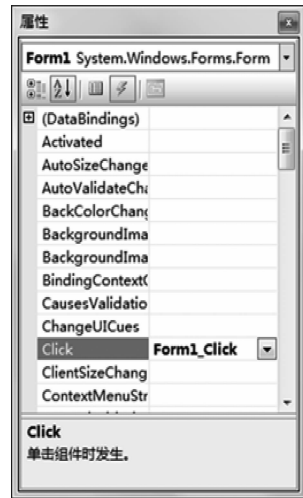 属性
Form1 System.Windows.Forms.Form
(DataBindings)
Activated
AutoSizeChange
AutoValidateCha
BackColorChang
BackgroundIma
BackgroundIma
BindingContext(
CausesValidatio
ChangeUICues
Click Form1_Click
ClientSizeChang
ContextMenuStr
Click
单击组件时发生。